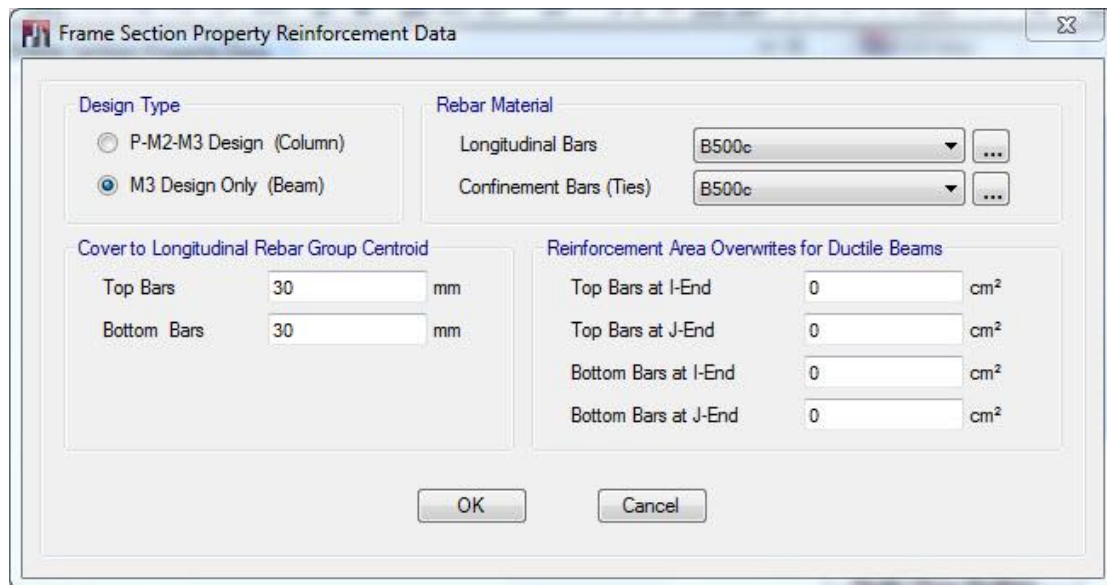 Frame Section Property Reinforcement Data
Design Type
P-M2-M3 Design (Column)
M3 Design Only (Beam)
Rebar Material
Longitudinal Bars B500c ...
Confinement Bars (Ties) B500c ...
Cover to Longitudinal Rebar Group Centroid
Top Bars 30 mm
Bottom Bars 30 mm
Reinforcement Area Overwrites for Ductile Beams
Top Bars at I-End 0 cm²
Top Bars at J-End 0 cm²
Bottom Bars at I-End 0 cm²
Bottom Bars at J-End 0 cm²
OK Cancel